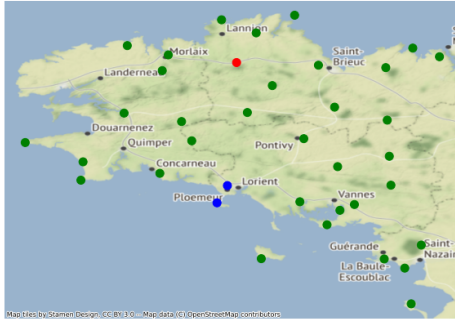 Lannion
Morlaix
Saint-
Brieuc
Landernea
Douarnenez
Quimper
Pontivy
Concarneau
Lorient
Ploemeur
Vannes
Guérande
Saint-
Nazair
La Baule-
Escoublac
Map tiles by Stamen Design, CC BY 3.0 -- Map data (C) OpenStreetMap contributors